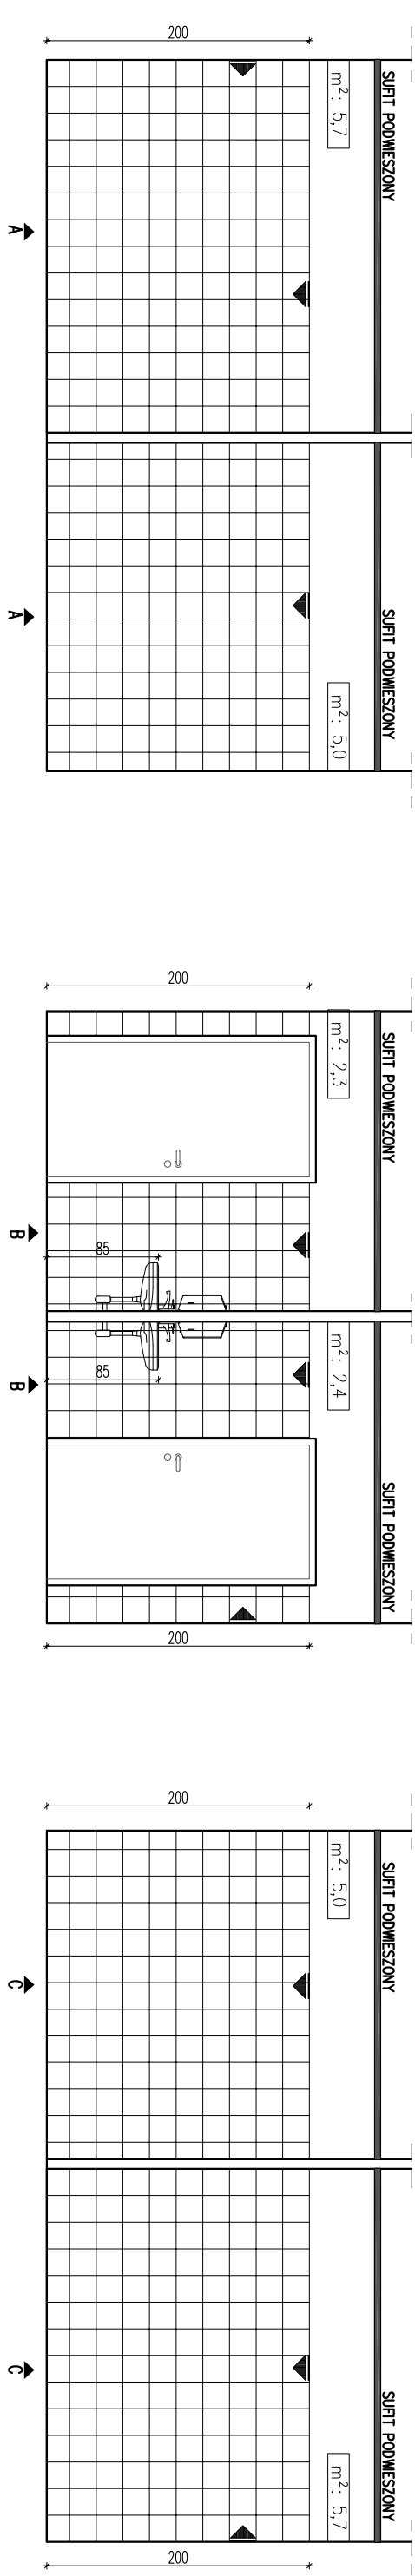 SUFIT PODWIESZONY
m²: 5,7
200
A
SUFIT PODWIESZONY
m²: 5,0
A
SUFIT PODWIESZONY
m²: 2,3
200
85
B
SUFIT PODWIESZONY
m²: 2,4
85
200
B
SUFIT PODWIESZONY
m²: 5,0
200
C
SUFIT PODWIESZONY
m²: 5,7
200
C